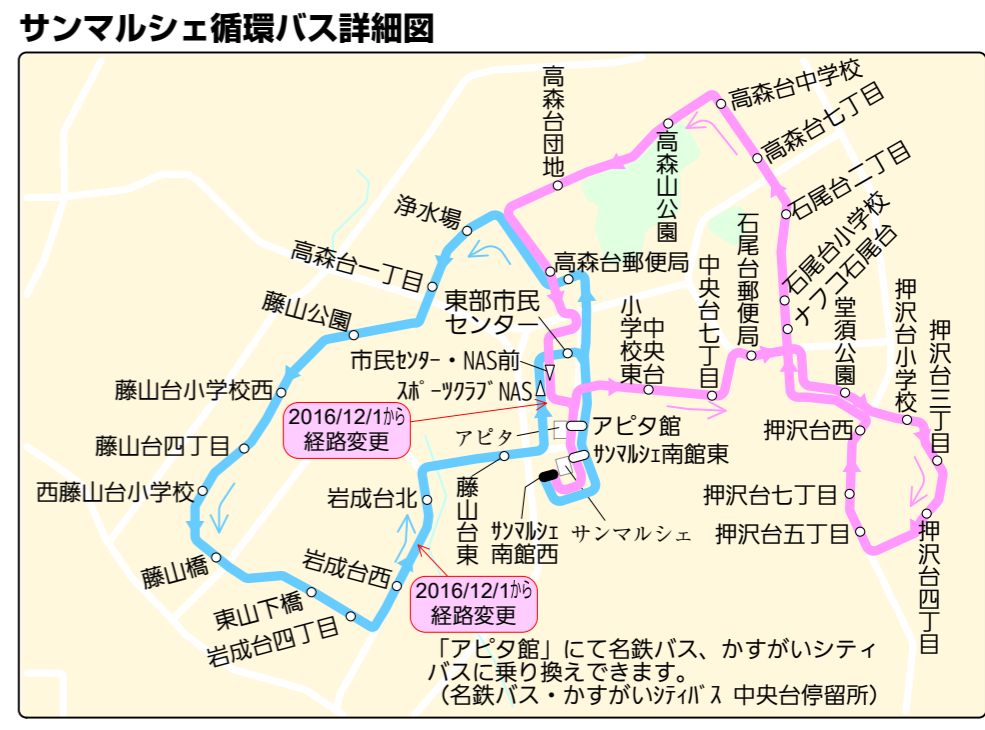 サンマルシェ循環バス詳細図
高森台団地
高森台中学校
高森台七丁目
高森山公園
石尾台二丁目
石尾台小学校
ナフコ石尾台
浄水場
高森台一丁目
高森台郵便局
石尾台郵便局
中央台七丁目
中央台
小学校東
堂須公園
押沢台小学校
押沢台三丁目
藤山公園
東部市民
センター
市民ｾﾝﾀｰ・NAS前
ｽﾎﾟｰﾂｸﾗﾌﾞNAS
藤山台小学校西
2016/12/1から
経路変更
アピタ
アピタ館
押沢台西
藤山台四丁目
ｻﾝﾏﾙｼｪ南館東
西藤山台小学校
岩成台北
藤山台東
ｻﾝﾏﾙｼｪ
南館西
サンマルシェ
押沢台七丁目
押沢台五丁目
押沢台四丁目
藤山橋
岩成台西
東山下橋
岩成台四丁目
2016/12/1から
経路変更
「アピタ館」にて名鉄バス、かすがいシティ
バスに乗り換えできます。
（名鉄バス・かすがいｼﾃｨﾊﾞｽ 中央台停留所）